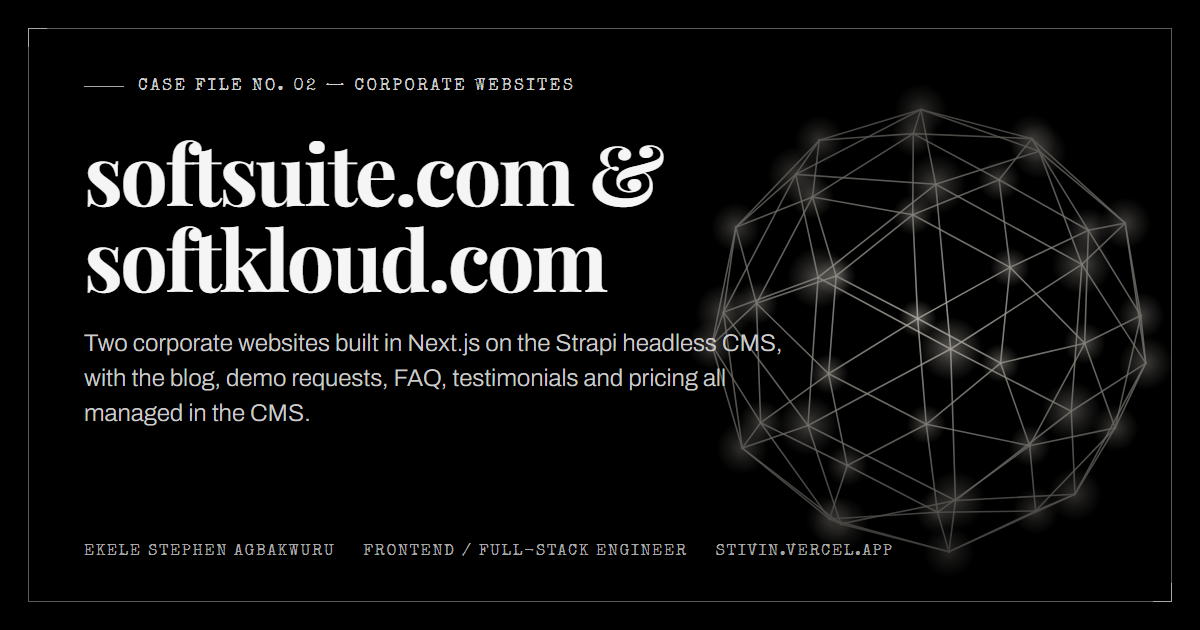 CASE FILE NO. 02 — CORPORATE WEBSITES
softsuite.com &
softkloud.com
Two corporate websites built in Next.js on the Strapi headless CMS,
with the blog, demo requests, FAQ, testimonials and pricing all
managed in the CMS.
EKELE STEPHEN AGBAKWURU FRONTEND / FULL-STACK ENGINEER STIVIN.VERCEL.APP